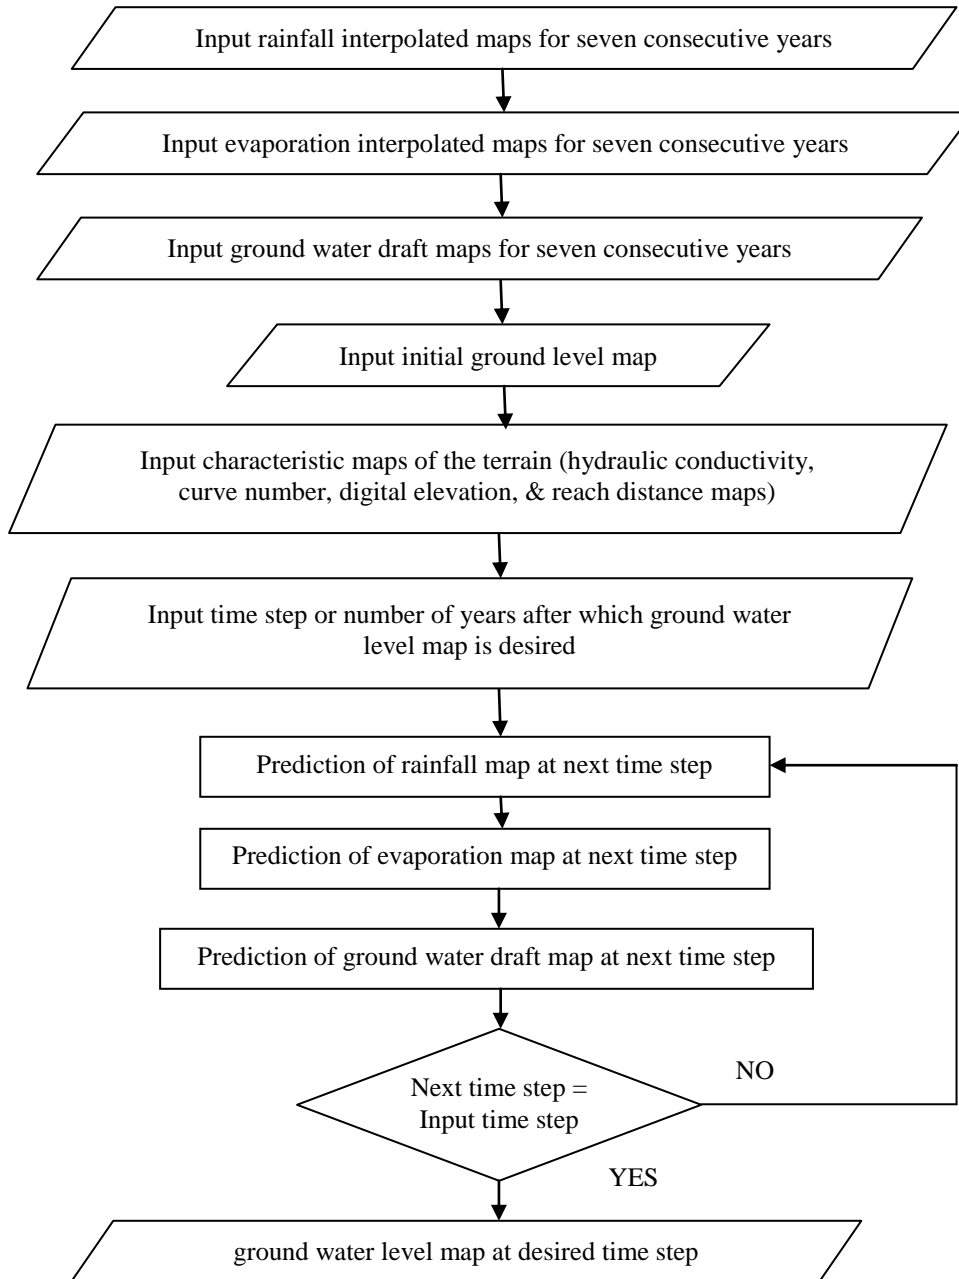 Input rainfall interpolated maps for seven consecutive years
Input evaporation interpolated maps for seven consecutive years
Input ground water draft maps for seven consecutive years
Input initial ground level map
Input characteristic maps of the terrain (hydraulic conductivity,
curve number, digital elevation, & reach distance maps)
Input time step or number of years after which ground water
level map is desired
Prediction of rainfall map at next time step
Prediction of evaporation map at next time step
Prediction of ground water draft map at next time step
Next time step =
Input time step
NO
YES
ground water level map at desired time step